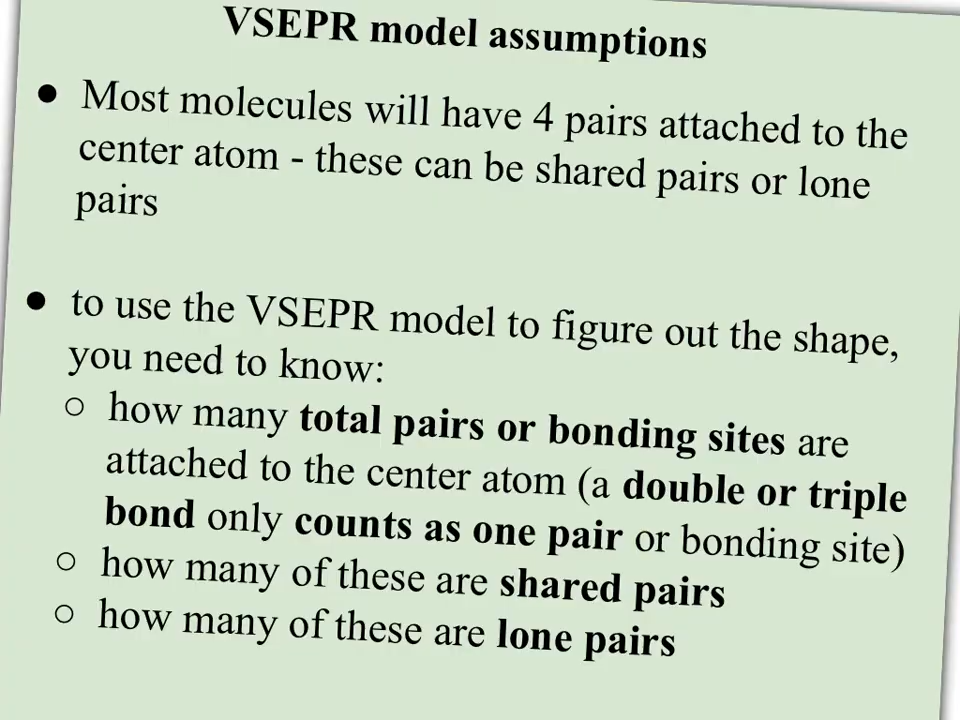 VSEPR model assumptions
● Most molecules will have 4 pairs attached to the
center atom - these can be shared pairs or lone
pairs
● to use the VSEPR model to figure out the shape,
you need to know:
○ how many total pairs or bonding sites are
attached to the center atom (a double or triple
bond only counts as one pair or bonding site)
○ how many of these are shared pairs
○ how many of these are lone pairs